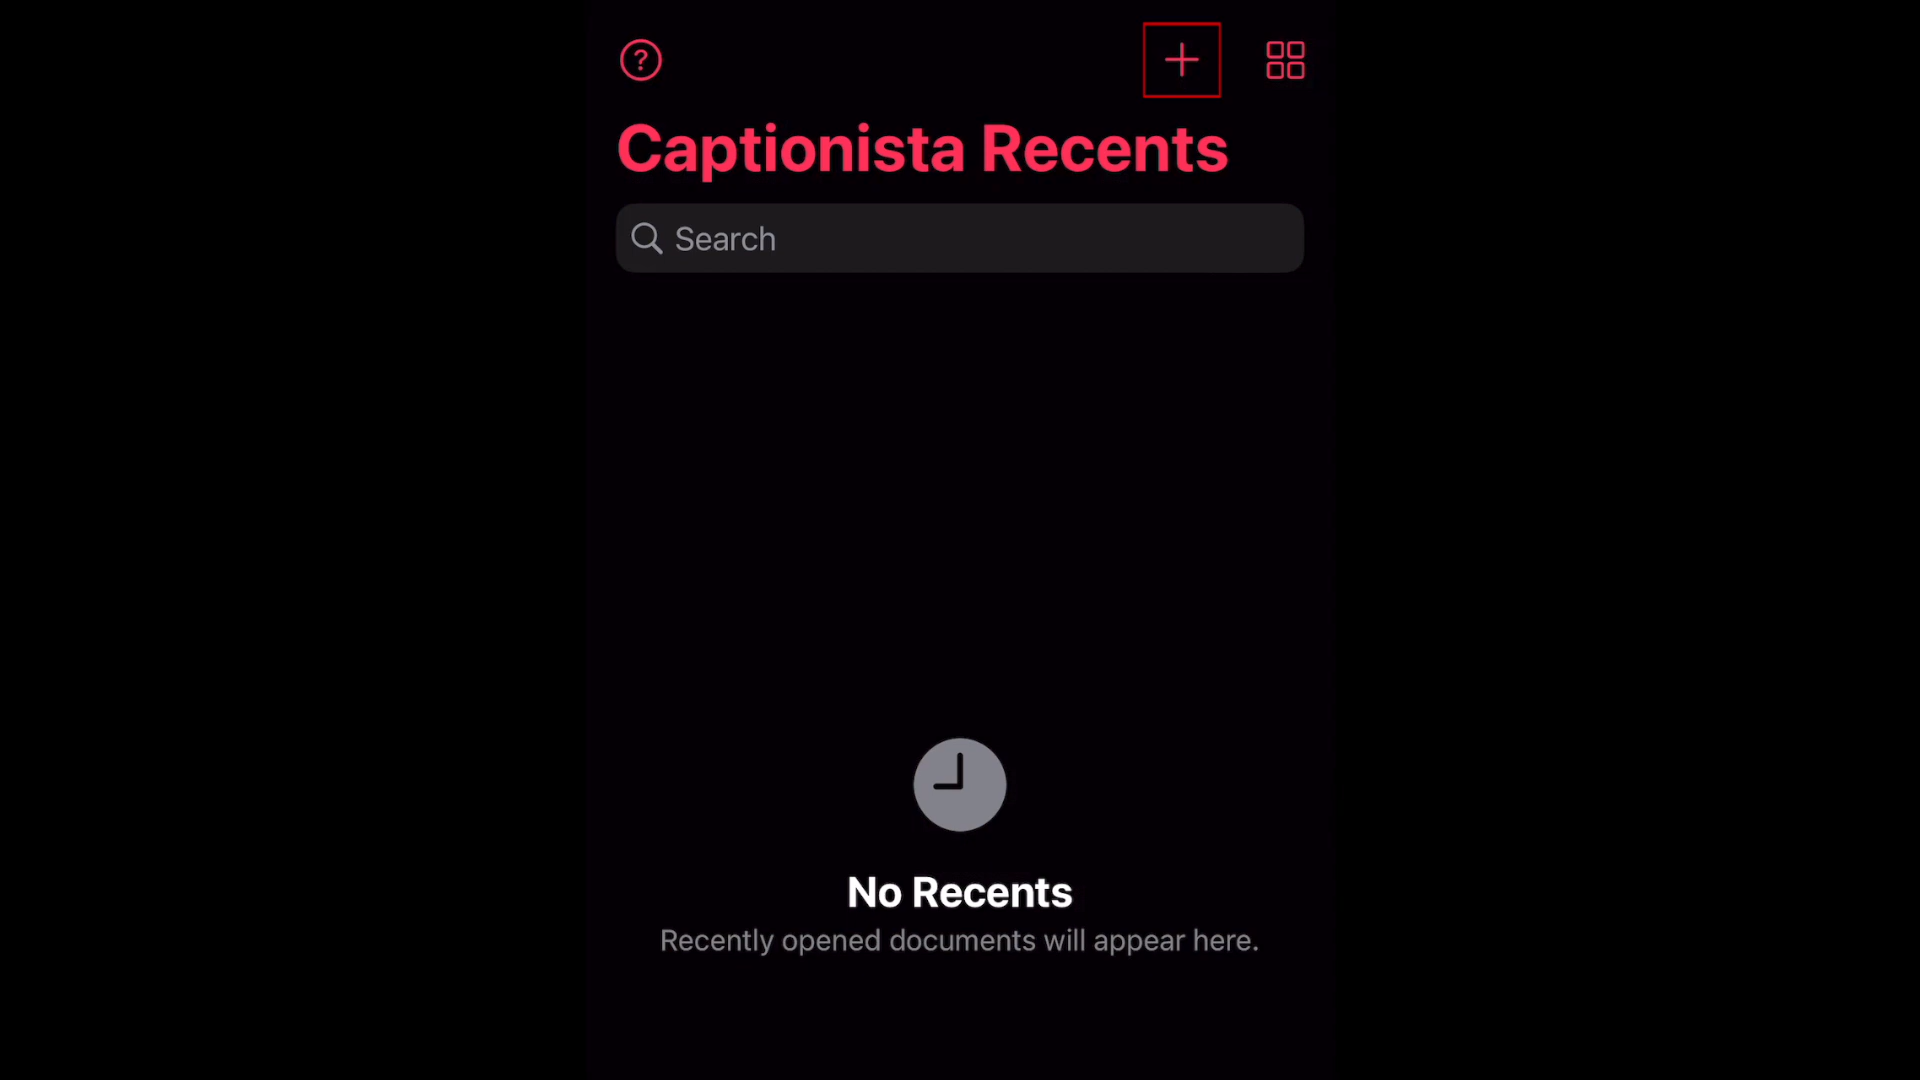 Captionista Recents
Search
No Recents
Recently opened documents will appear here.